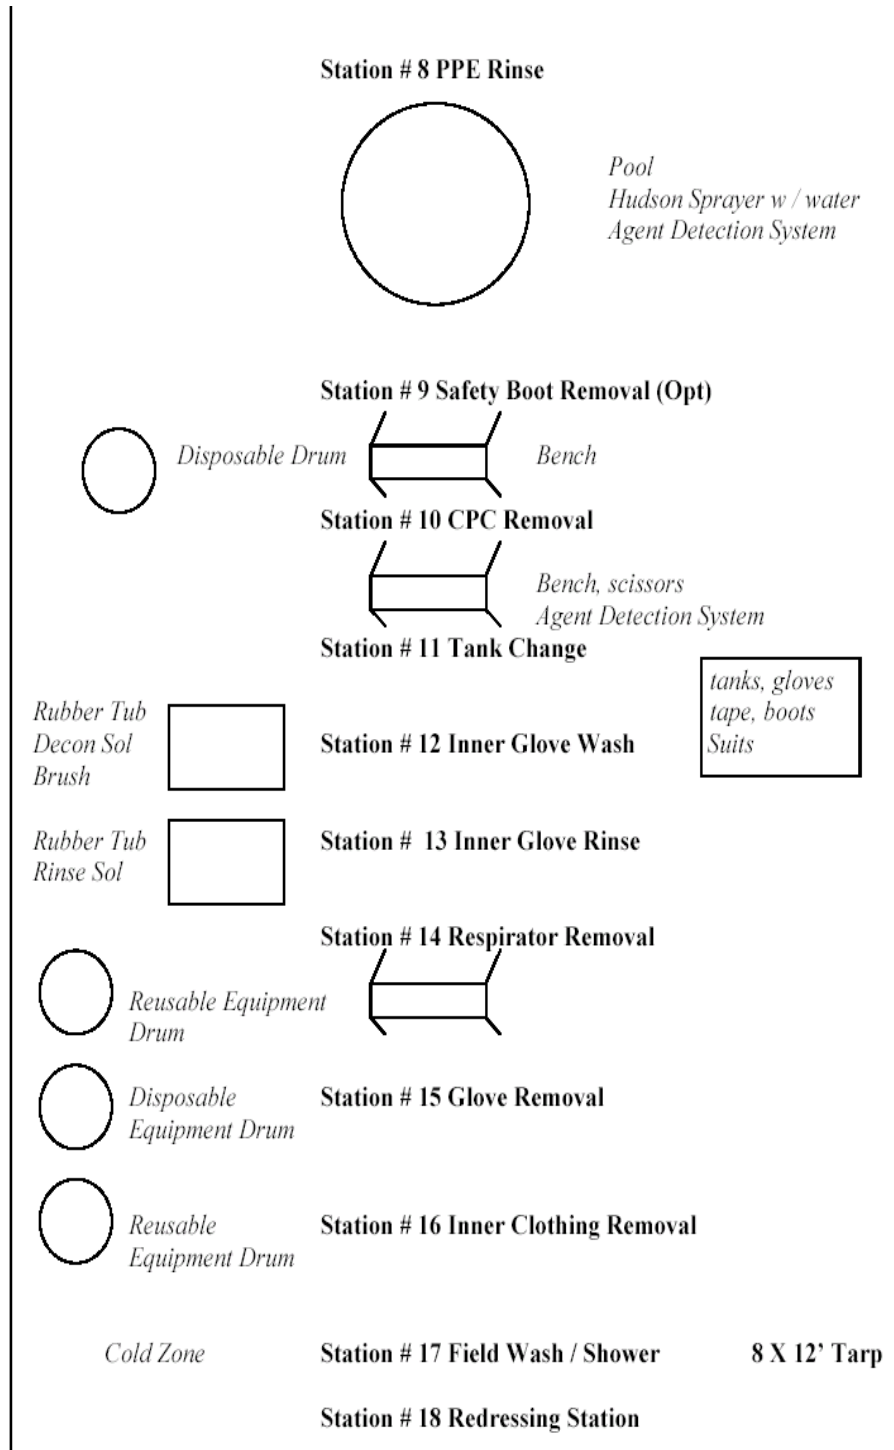 Station # 8 PPE Rinse
Pool
Hudson Sprayer w / water
Agent Detection System
Station # 9 Safety Boot Removal (Opt)
Disposable Drum
Bench
Station # 10 CPC Removal
Bench, scissors
Agent Detection System
Station # 11 Tank Change
tanks, gloves
tape, boots
Suits
Rubber Tub
Decon Sol
Brush
Station # 12 Inner Glove Wash
Rubber Tub
Rinse Sol
Station #  13 Inner Glove Rinse
Station # 14 Respirator Removal
Reusable Equipment
Drum
Disposable
Equipment Drum
Station # 15 Glove Removal
Reusable
Equipment Drum
Station # 16 Inner Clothing Removal
Cold Zone
Station # 17 Field Wash / Shower
8 X 12’ Tarp
Station # 18 Redressing Station